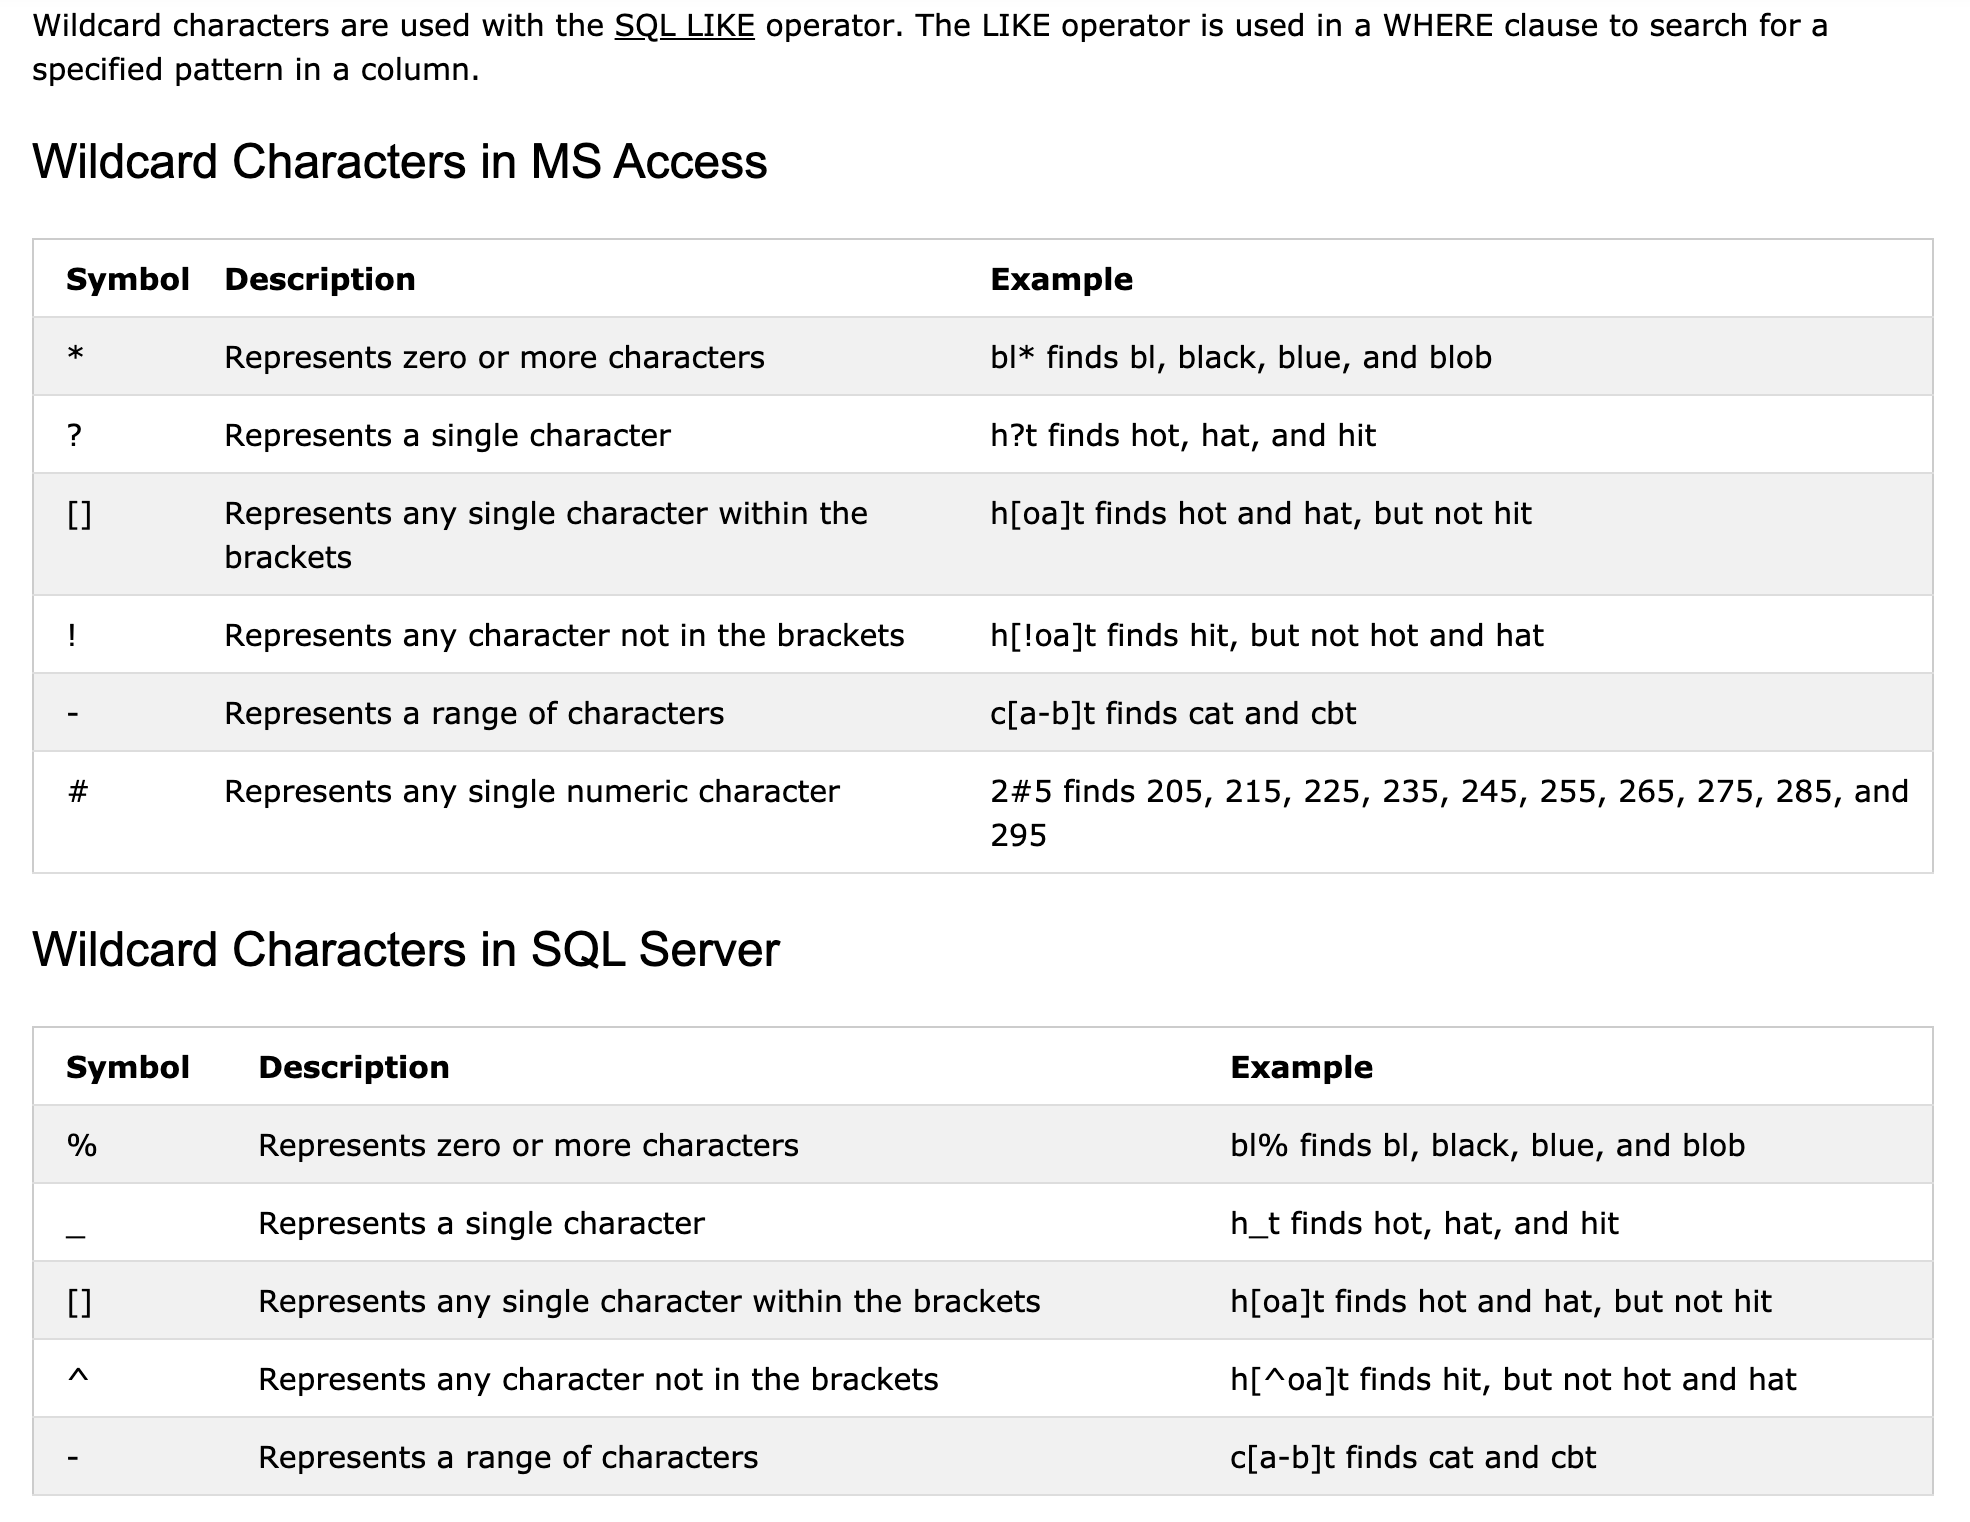 Wildcard characters are used with the SQL LIKE operator. The LIKE operator is used in a WHERE clause to search for a
specified pattern in a column.
Wildcard Characters in MS Access
Symbol Description Example
* Represents zero or more characters bl* finds bl, black, blue, and blob
? Represents a single character h?t finds hot, hat, and hit
[] Represents any single character within the h[oa]t finds hot and hat, but not hit
brackets
! Represents any character not in the brackets h[!oa]t finds hit, but not hot and hat
- Represents a range of characters c[a-b]t finds cat and cbt
# Represents any single numeric character 2#5 finds 205, 215, 225, 235, 245, 255, 265, 275, 285, and
295
Wildcard Characters in SQL Server
Symbol Description Example
% Represents zero or more characters bl% finds bl, black, blue, and blob
_ Represents a single character h_t finds hot, hat, and hit
[] Represents any single character within the brackets h[oa]t finds hot and hat, but not hit
^ Represents any character not in the brackets h[^oa]t finds hit, but not hot and hat
- Represents a range of characters c[a-b]t finds cat and cbt